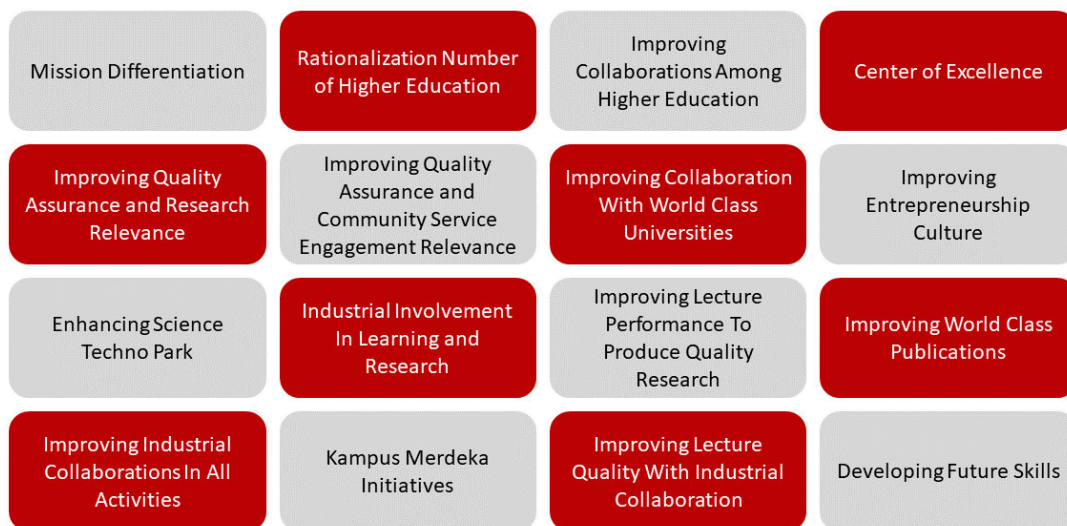 Mission Differentiation
Rationalization Number
of Higher Education
Improving
Collaborations Among
Higher Education
Center of Excellence
Improving Quality
Assurance and Research
Relevance
Improving Quality
Assurance and
Community Service
Engagement Relevance
Improving Collaboration
With World Class
Universities
Improving
Entrepreneurship
Culture
Enhancing Science
Techno Park
Industrial Involvement
In Learning and
Research
Improving Lecture
Performance To
Produce Quality
Research
Improving World Class
Publications
Improving Industrial
Collaborations In All
Activities
Kampus Merdeka
Initiatives
Improving Lecture
Quality With Industrial
Collaboration
Developing Future Skills